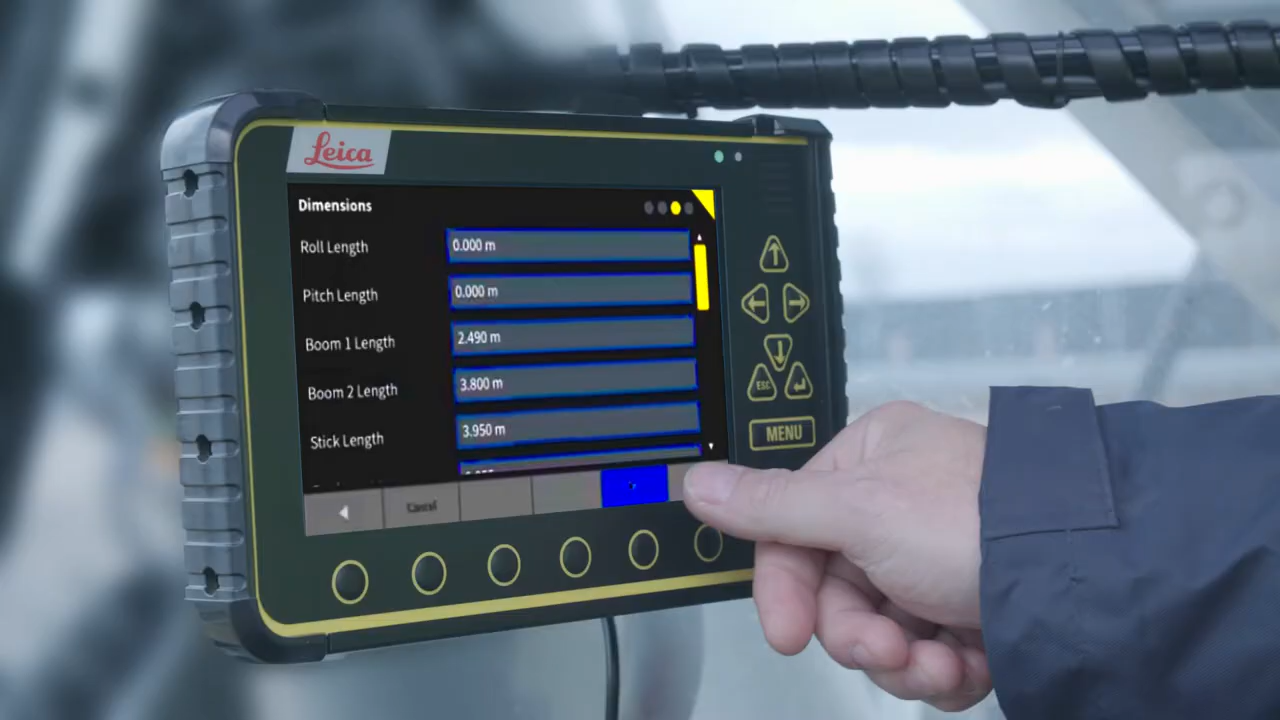 Leica
Dimensions
Roll Length 0.000 m
Pitch Length 0.000 m
Boom 1 Length 2.490 m
Boom 2 Length 3.800 m
Stick Length 3.950 m
Cancel
ESC
MENU